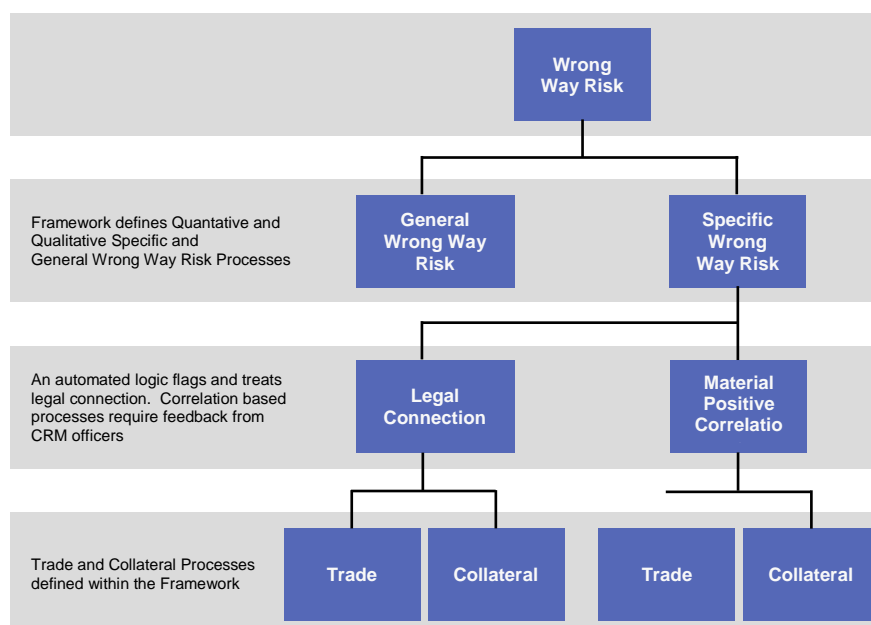 Wrong
Way Risk
Framework defines Quantative and
Qualitative Specific and
General Wrong Way Risk Processes
General
Wrong Way
Risk
Specific
Wrong
Way Risk
An automated logic flags and treats
legal connection.  Correlation based
processes require feedback from
CRM officers
Legal
Connection
Material
Positive
Correlatio
Trade and Collateral Processes
defined within the Framework
Trade
Collateral
Trade
Collateral